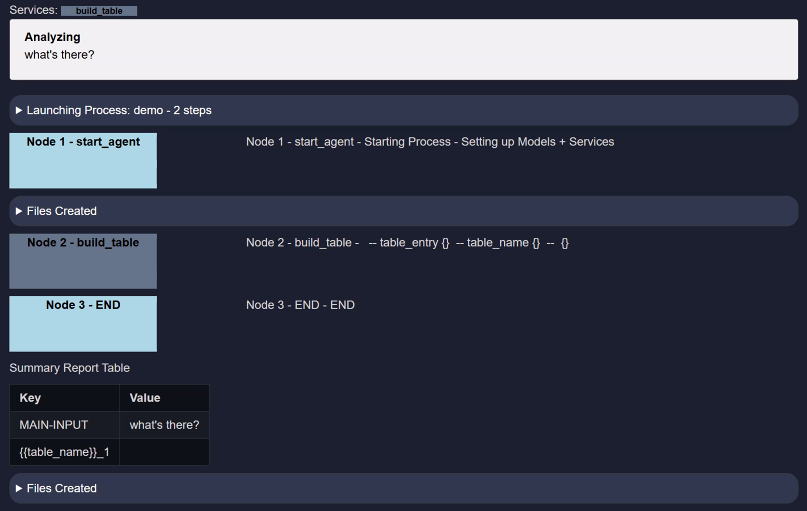 Services: build_table
Analyzing
what's there?
▶ Launching Process: demo - 2 steps
Node 1 - start_agent
Node 1 - start_agent - Starting Process - Setting up Models + Services
▶ Files Created
Node 2 - build_table
Node 2 - build_table - -- table_entry {} -- table_name {} -- {}
Node 3 - END
Node 3 - END - END
Summary Report Table
Key Value
MAIN-INPUT what's there?
{{table_name}}_1
▶ Files Created